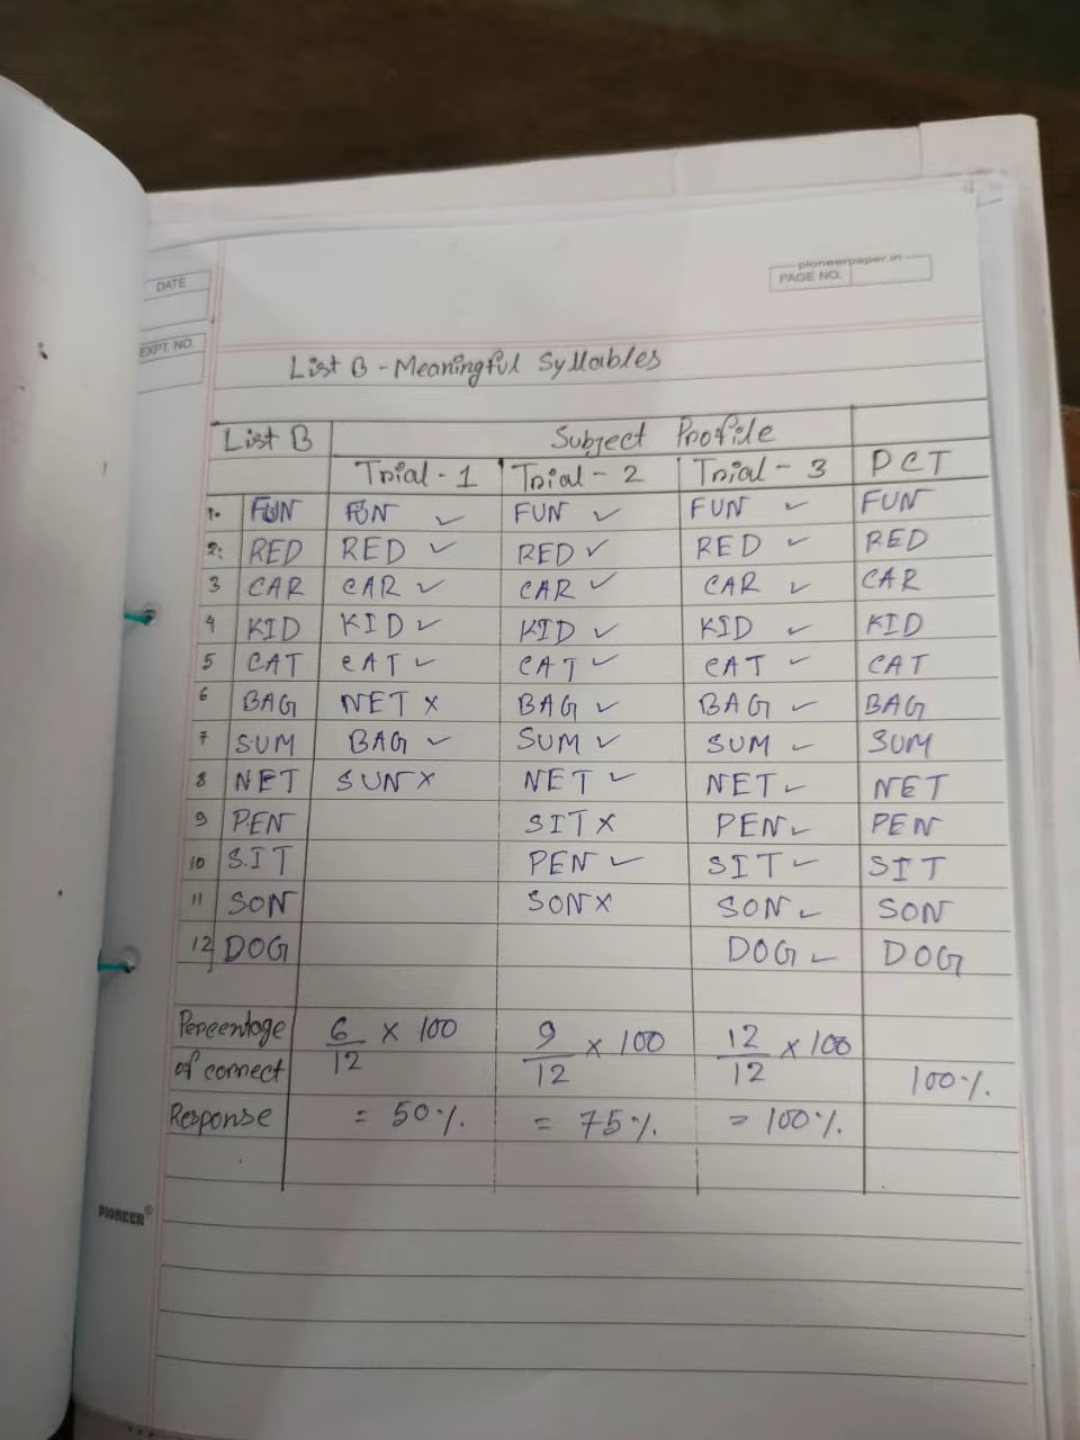 pioneerpaper.in
DATE
PAGE NO.
EXPT. NO.
List B - Meaningful Syllables
List B Subject Profile
Trial - 1 Trial - 2 Trial - 3 PCT
1. FUN FUN ✓ FUN ✓ FUN ✓ FUN
2. RED RED ✓ RED ✓ RED ✓ RED
3 CAR CAR ✓ CAR ✓ CAR ✓ CAR
4 KID KID ✓ KID ✓ KID ✓ KID
5 CAT CAT ✓ CAT ✓ CAT ✓ CAT
6 BAG NET × BAG ✓ BAG ✓ BAG
7 SUM BAG ✓ SUM ✓ SUM ✓ SUM
8 NET SUN × NET ✓ NET ✓ NET
9 PEN SIT × PEN ✓ PEN
10 SIT PEN ✓ SIT ✓ SIT
11 SON SON × SON ✓ SON
12 DOG DOG ✓ DOG
Percentage 6/12 × 100 9/12 × 100 12/12 × 100
of correct 100%.
Response = 50%. = 75%. = 100%.
PIONEER®